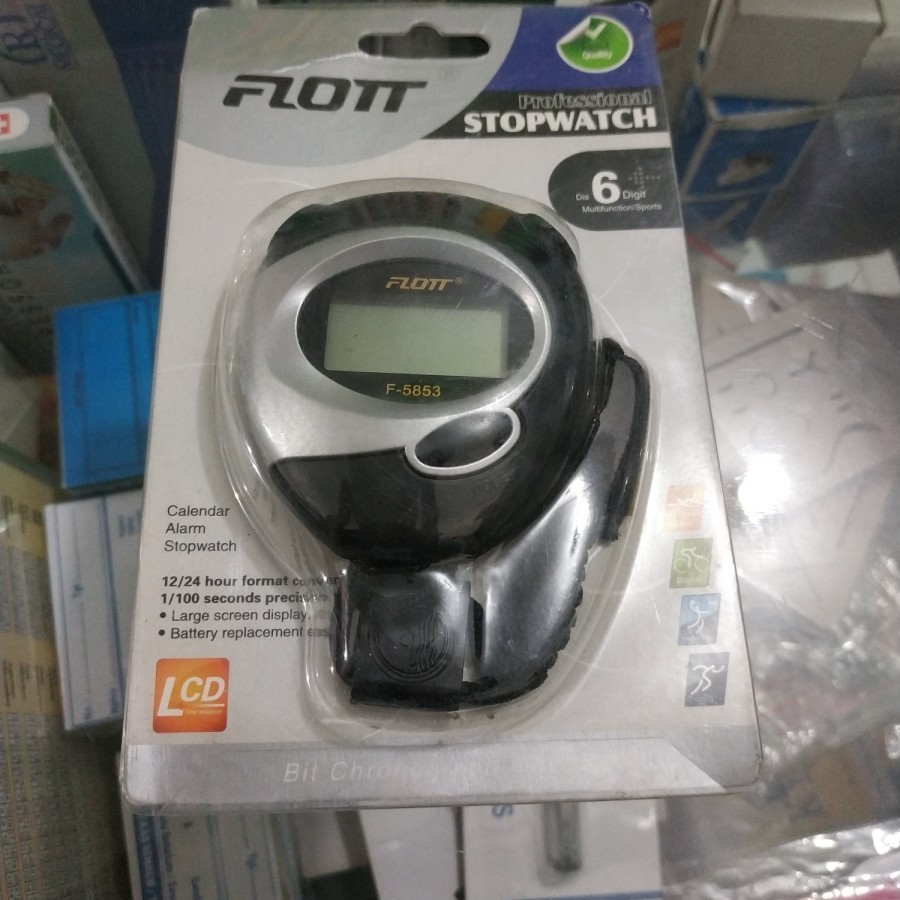 FLOTT
Quality
Professional
STOPWATCH
Dis 6 Digit
Multifunction/Sports
FLOTT®
F-5853
Calendar
Alarm
Stopwatch
12/24 hour format
1/100 seconds
• Large screen display.
• Battery replacement
LCD
Bit